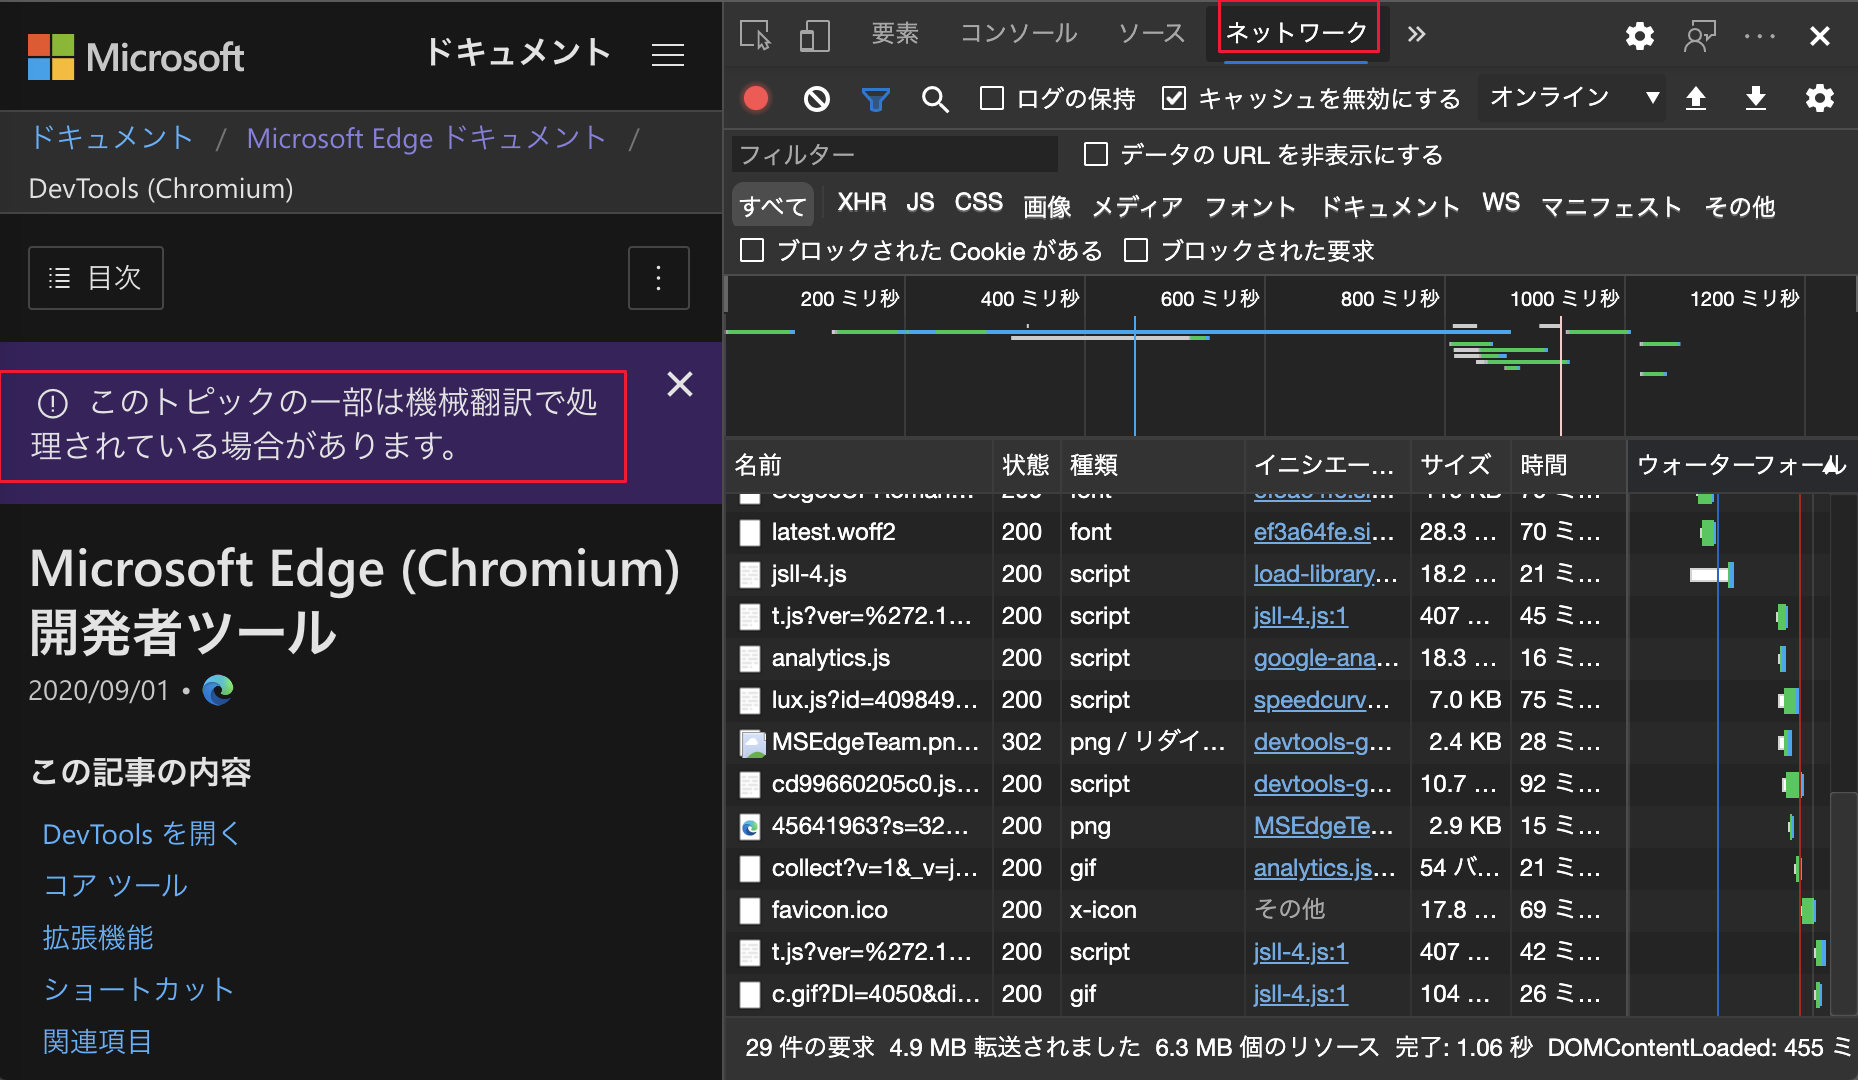 Microsoft
ドキュメント
ドキュメント / Microsoft Edge ドキュメント /
DevTools (Chromium)
目次
このトピックの一部は機械翻訳で処
理されている場合があります。
Microsoft Edge (Chromium)
開発者ツール
2020/09/01 •
この記事の内容
DevTools を開く
コア ツール
拡張機能
ショートカット
関連項目
要素 コンソール ソース ネットワーク »
ログの保持 キャッシュを無効にする オンライン ▼
フィルター データの URL を非表示にする
すべて XHR JS CSS 画像 メディア フォント ドキュメント WS マニフェスト その他
ブロックされた Cookie がある ブロックされた要求
200 ミリ秒 400 ミリ秒 600 ミリ秒 800 ミリ秒 1000 ミリ秒 1200 ミリ秒
名前 状態 種類 イニシエー... サイズ 時間 ウォーターフォール
latest.woff2 200 font ef3a64fe.si... 28.3 ... 70 ミ...
jsll-4.js 200 script load-library... 18.2 ... 21 ミ...
t.js?ver=%272.1... 200 script jsll-4.js:1 407 ... 45 ミ...
analytics.js 200 script google-ana... 18.3 ... 16 ミ...
lux.js?id=409849... 200 script speedcurv... 7.0 KB 75 ミ...
MSEdgeTeam.pn... 302 png / リダイ... devtools-g... 2.4 KB 28 ミ...
cd99660205c0.js... 200 script devtools-g... 10.7 ... 92 ミ...
45641963?s=32... 200 png MSEdgeTe... 2.9 KB 15 ミ...
collect?v=1&_v=j... 200 gif analytics.js... 54 バ... 21 ミ...
favicon.ico 200 x-icon その他 17.8 ... 69 ミ...
t.js?ver=%272.1... 200 script jsll-4.js:1 407 ... 42 ミ...
c.gif?DI=4050&di... 200 gif jsll-4.js:1 104 ... 26 ミ...
29 件の要求 4.9 MB 転送されました 6.3 MB 個のリソース 完了: 1.06 秒 DOMContentLoaded: 455 ミ